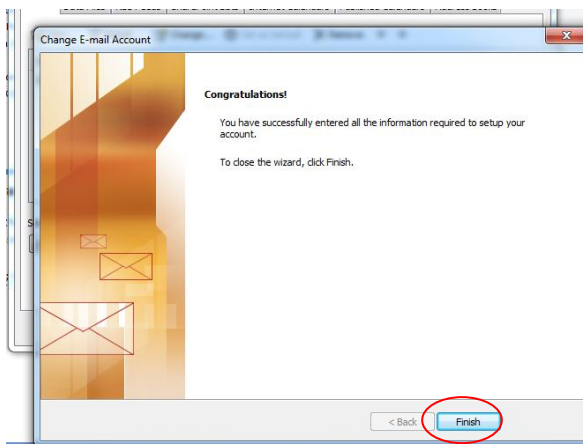 Change E-mail Account
Congratulations!
You have successfully entered all the information required to setup your
account.
To close the wizard, click Finish.
< Back
Finish